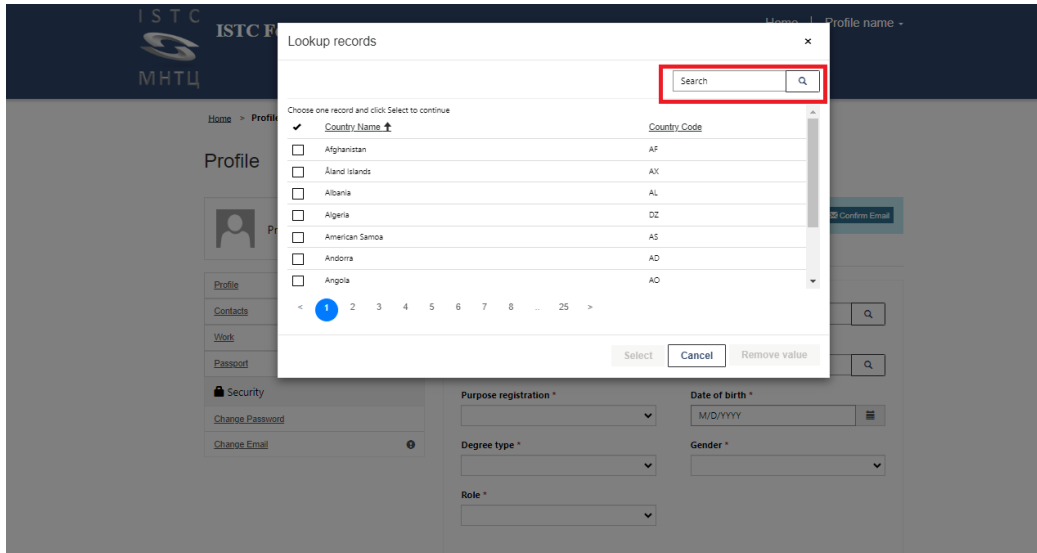 ISTC
МНТЦ
ISTC F
Home | Profile name
Lookup records
×
Search
Home > Profile
Choose one record and click Select to continue
Country Name Country Code
Afghanistan AF
Åland Islands AX
Albania AL
Algeria DZ
American Samoa AS
Andorra AD
Angola AO
< 1 2 3 4 5 6 7 8 ... 25 >
Select Cancel Remove value
Profile
Pr
Confirm Email
Profile
Contacts
Work
Passport
Security
Change Password
Change Email
Purpose registration * Date of birth *
M/D/YYYY
Degree type * Gender *
Role *